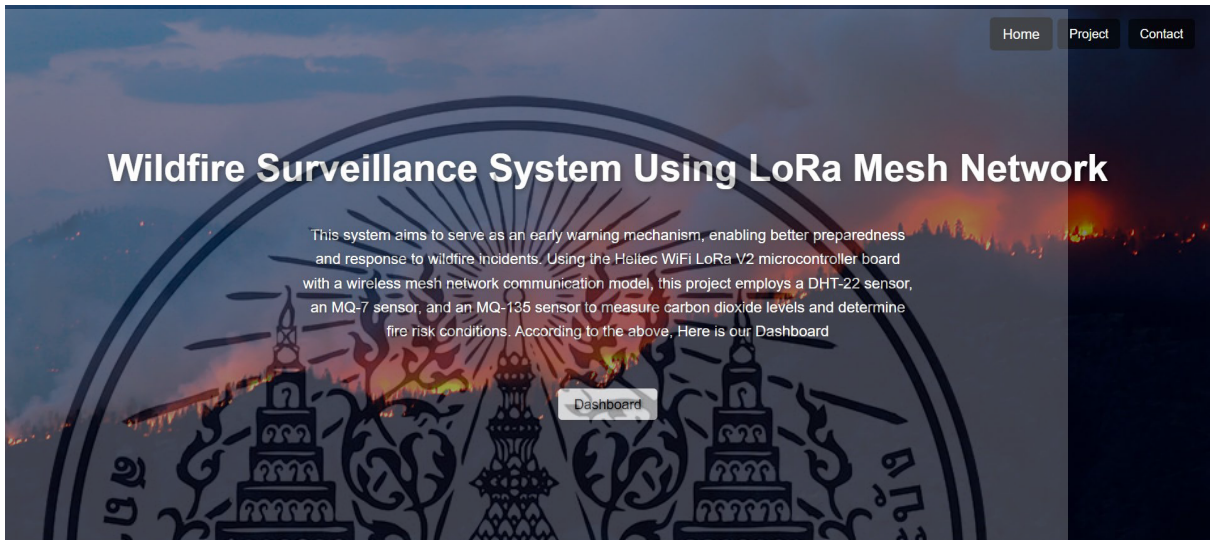 Home Project Contact
Wildfire Surveillance System Using LoRa Mesh Network
This system aims to serve as an early warning mechanism, enabling better preparedness
and response to wildfire incidents. Using the Heltec WiFi LoRa V2 microcontroller board
with a wireless mesh network communication model, this project employs a DHT-22 sensor,
an MQ-7 sensor, and an MQ-135 sensor to measure carbon dioxide levels and determine
fire risk conditions. According to the above, Here is our Dashboard
Dashboard